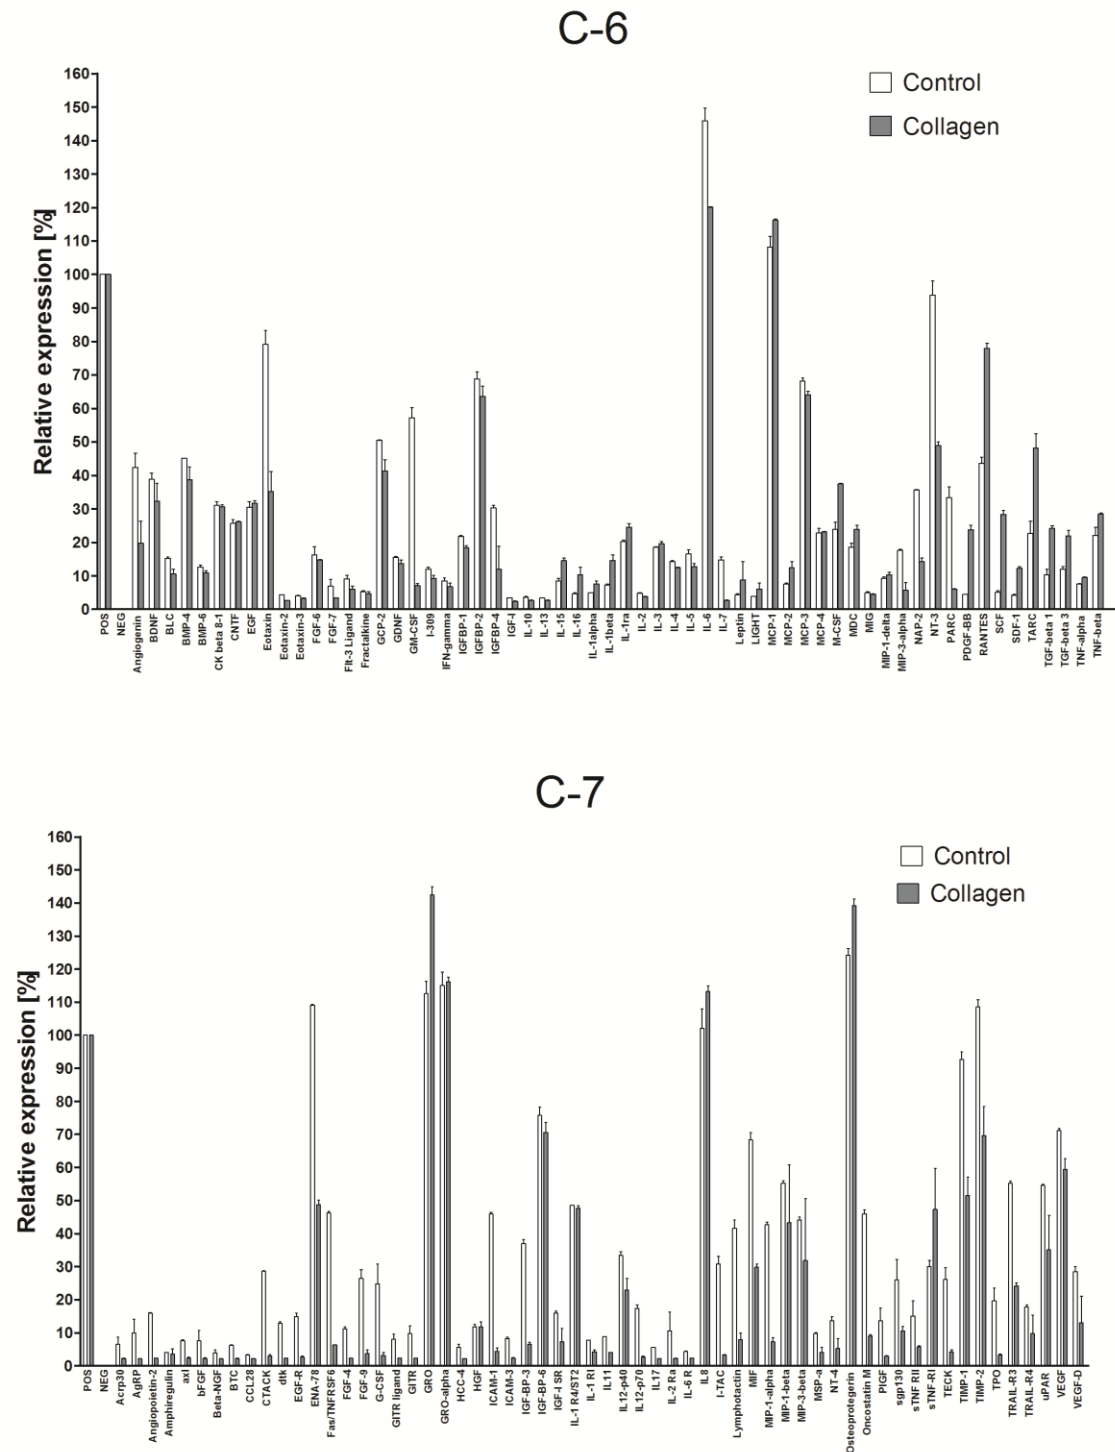 C-6
Control
Collagen
Relative expression [%]
160
150
140
130
120
110
100
90
80
70
60
50
40
30
20
10
0
POS
NEG
Angiogenin
BDNF
BLC
BMP-4
BMP-6
CK beta 8-1
CNTF
EGF
Eotaxin
Eotaxin-2
Eotaxin-3
FGF-6
FGF-7
Flt-3 Ligand
Fractalkine
GCP-2
GDNF
GM-CSF
I-309
IFN-gamma
IGFBP-1
IGFBP-2
IGFBP-4
IGF-I
IL-10
IL-13
IL-15
IL-16
IL-1alpha
IL-1beta
IL-1ra
IL-2
IL-3
IL-4
IL-5
IL-6
IL-7
Leptin
LIGHT
MCP-1
MCP-2
MCP-3
MCP-4
M-CSF
MDC
MIG
MIP-1-delta
MIP-3-alpha
NAP-2
NT-3
PARC
PDGF-BB
RANTES
SCF
SDF-1
TARC
TGF-beta 1
TGF-beta 3
TNF-alpha
TNF-beta
C-7
Control
Collagen
Relative expression [%]
160
150
140
130
120
110
100
90
80
70
60
50
40
30
20
10
0
POS
NEG
Acrp30
AgRP
Angiopoietin-2
Amphiregulin
axl
bFGF
Beta-NGF
BTC
CCL28
CTACK
dtk
EGF-R
ENA-78
Fas/TNFRSF6
FGF-4
FGF-9
G-CSF
GITR ligand
GITR
GRO
GRO-alpha
HCC-4
HGF
ICAM-1
ICAM-3
IGF-BP-3
IGF-BP-6
IGF-I SR
IL-1 R4/ST2
IL-1 RI
IL11
IL12-p40
IL12-p70
IL17
IL-2 Ra
IL-6 R
IL8
I-TAC
Lymphotactin
MIF
MIP-1-alpha
MIP-1-beta
MIP-3-beta
MSP-a
NT-4
Osteoprotegerin
Oncostatin M
PIGF
sgp130
sTNF RII
sTNF-RI
TECK
TIMP-1
TIMP-2
TPO
TRAIL-R3
TRAIL-R4
uPAR
VEGF
VEGF-D